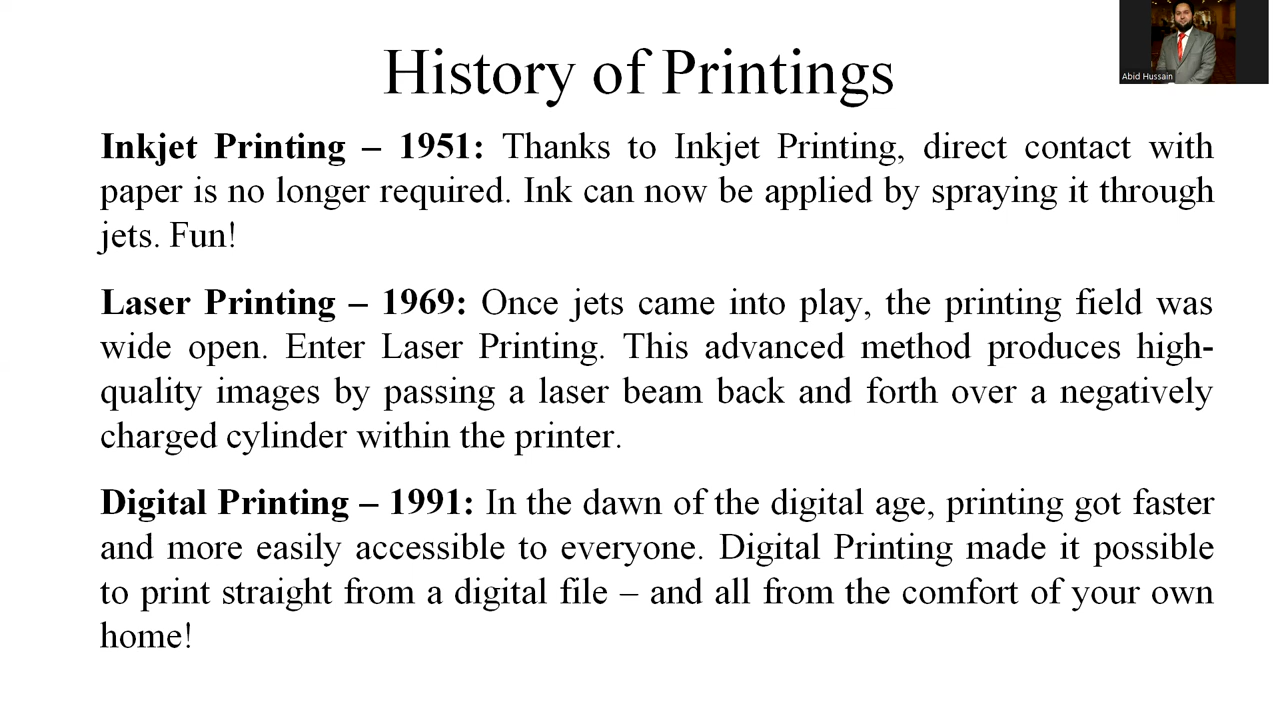 History of Printings
Abid Hussain
Inkjet Printing – 1951: Thanks to Inkjet Printing, direct contact with
paper is no longer required. Ink can now be applied by spraying it through
jets. Fun!
Laser Printing – 1969: Once jets came into play, the printing field was
wide open. Enter Laser Printing. This advanced method produces high-
quality images by passing a laser beam back and forth over a negatively
charged cylinder within the printer.
Digital Printing – 1991: In the dawn of the digital age, printing got faster
and more easily accessible to everyone. Digital Printing made it possible
to print straight from a digital file – and all from the comfort of your own
home!